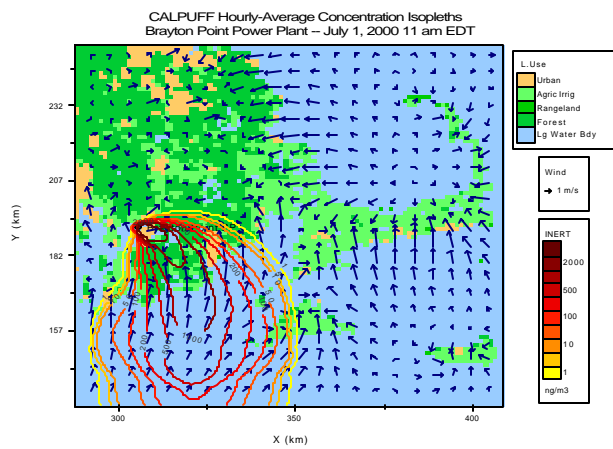 CALPUFF Hourly-Average Concentration Isopleths
Brayton Point Power Plant -- July 1, 2000 11 am EDT
L.Use
Urban
Agric Irrig
Rangeland
Forest
Lg Water Bdy
Wind
1 m/s
INERT
2000
500
100
10
1
ng/m3
Y (km)
232
207
182
157
300
350
400
X (km)
200
500